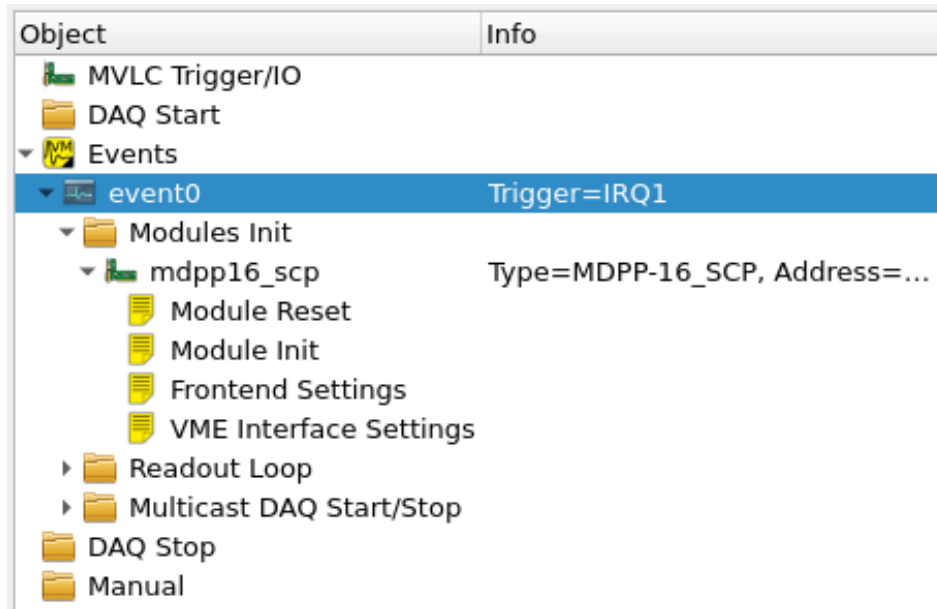 Object Info
MVLC Trigger/IO
DAQ Start
Events
event0 Trigger=IRQ1
Modules Init
mdpp16_scp Type=MDPP-16_SCP, Address=...
Module Reset
Module Init
Frontend Settings
VME Interface Settings
Readout Loop
Multicast DAQ Start/Stop
DAQ Stop
Manual